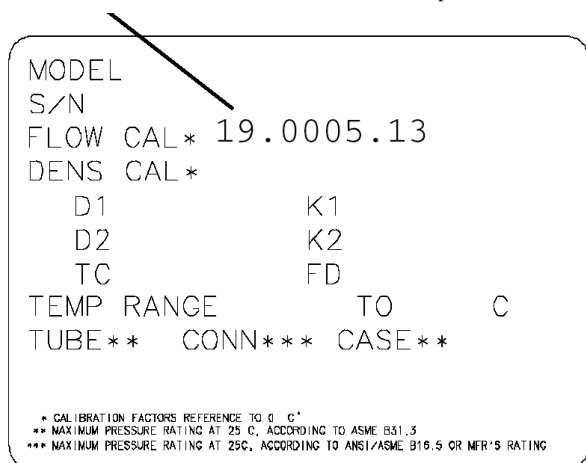 MODEL
S/N
FLOW CAL* 19.0005.13
DENS CAL*
D1 K1
D2 K2
TC FD
TEMP RANGE TO C
TUBE** CONN*** CASE**
* CALIBRATION FACTORS REFERENCE TO 0 C°
** MAXIMUM PRESSURE RATING AT 25 C, ACCORDING TO ASME B31.3
*** MAXIMUM PRESSURE RATING AT 25C, ACCORDING TO ANSI/ASME B16.5 OR MFR'S RATING